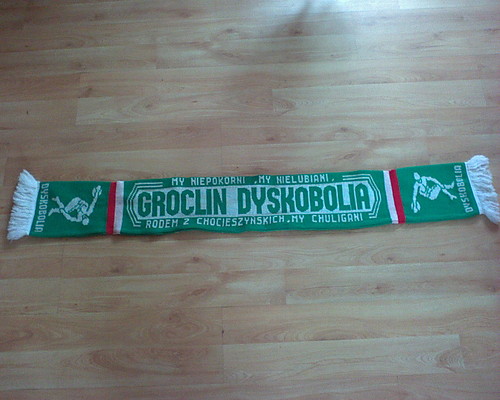 DYSKOBOLIA
MY NIEPOKORNI, MY NIELUBIANI,
GROCLIN DYSKOBOLIA
RODEM Z CHOCIESZYŃSKICH, MY CHULIGANI
DYSKOBOLIA